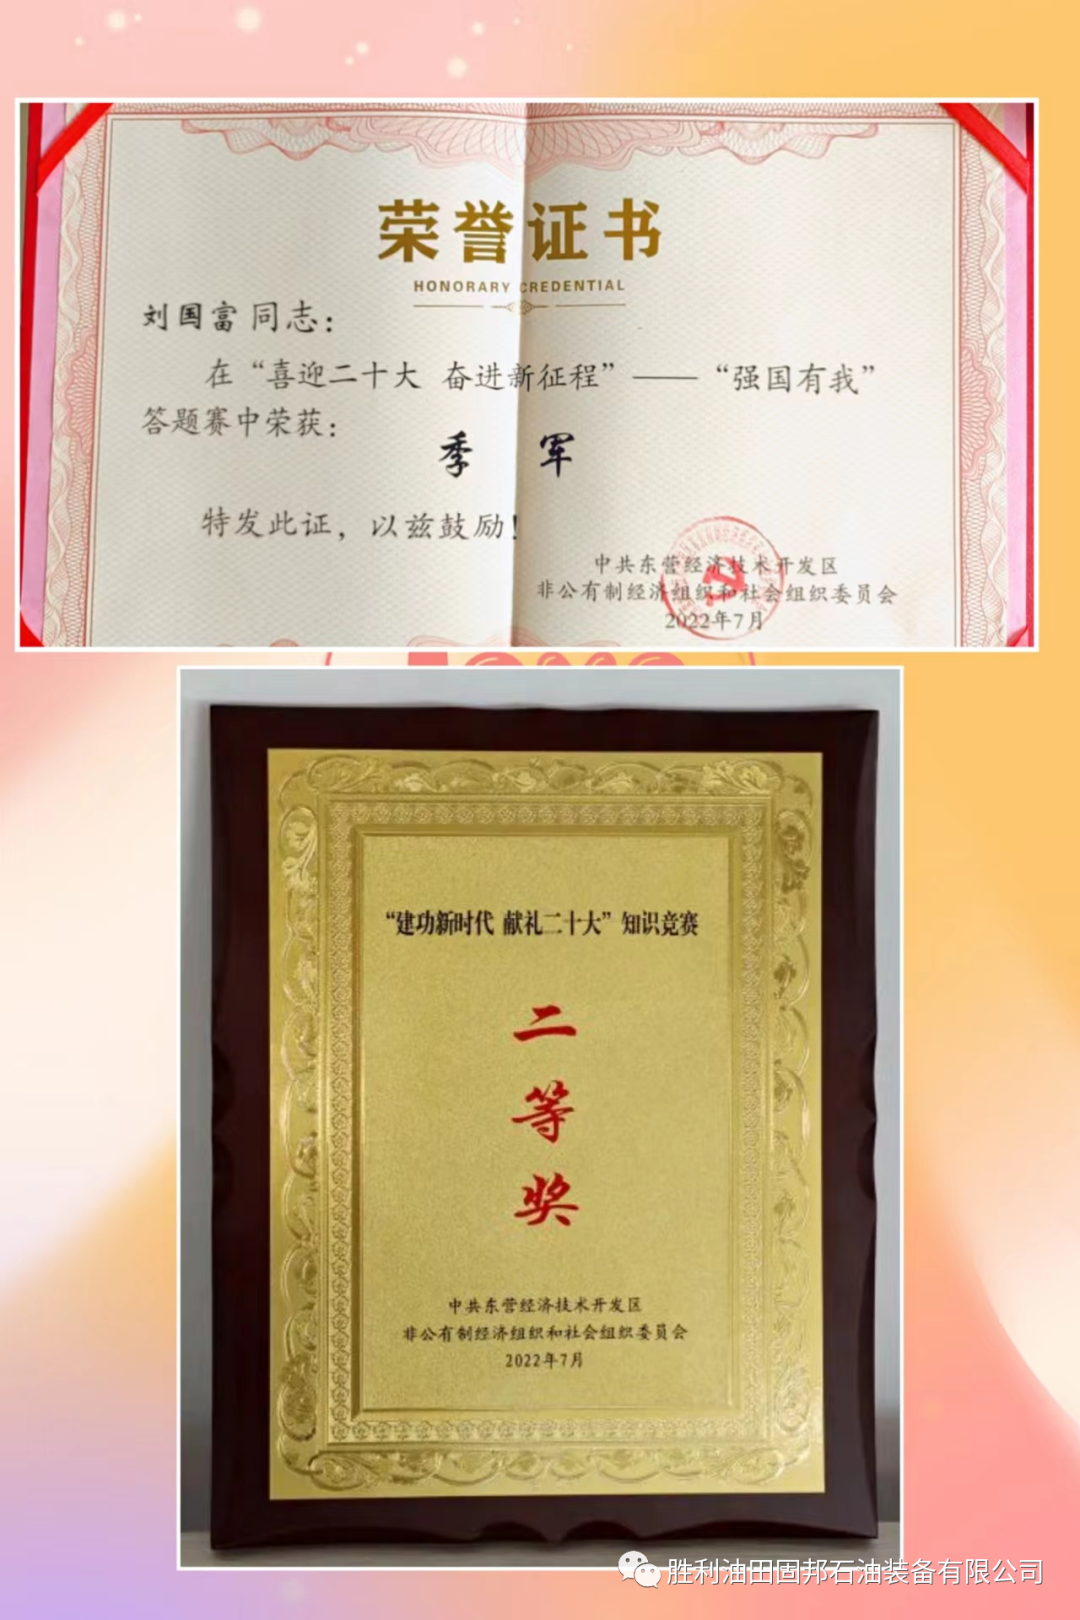 荣誉证书
HONORARY CREDENTIAL
刘国富同志：
在“喜迎二十大 奋进新征程”——“强国有我”
答题赛中荣获：
季 军
特发此证，以兹鼓励！
中共东营经济技术开发区
非公有制经济组织和社会组织委员会
2022年7月
“建功新时代 献礼二十大”知识竞赛
二
等
奖
中共东营经济技术开发区
非公有制经济组织和社会组织委员会
2022年7月
胜利油田固邦石油装备有限公司